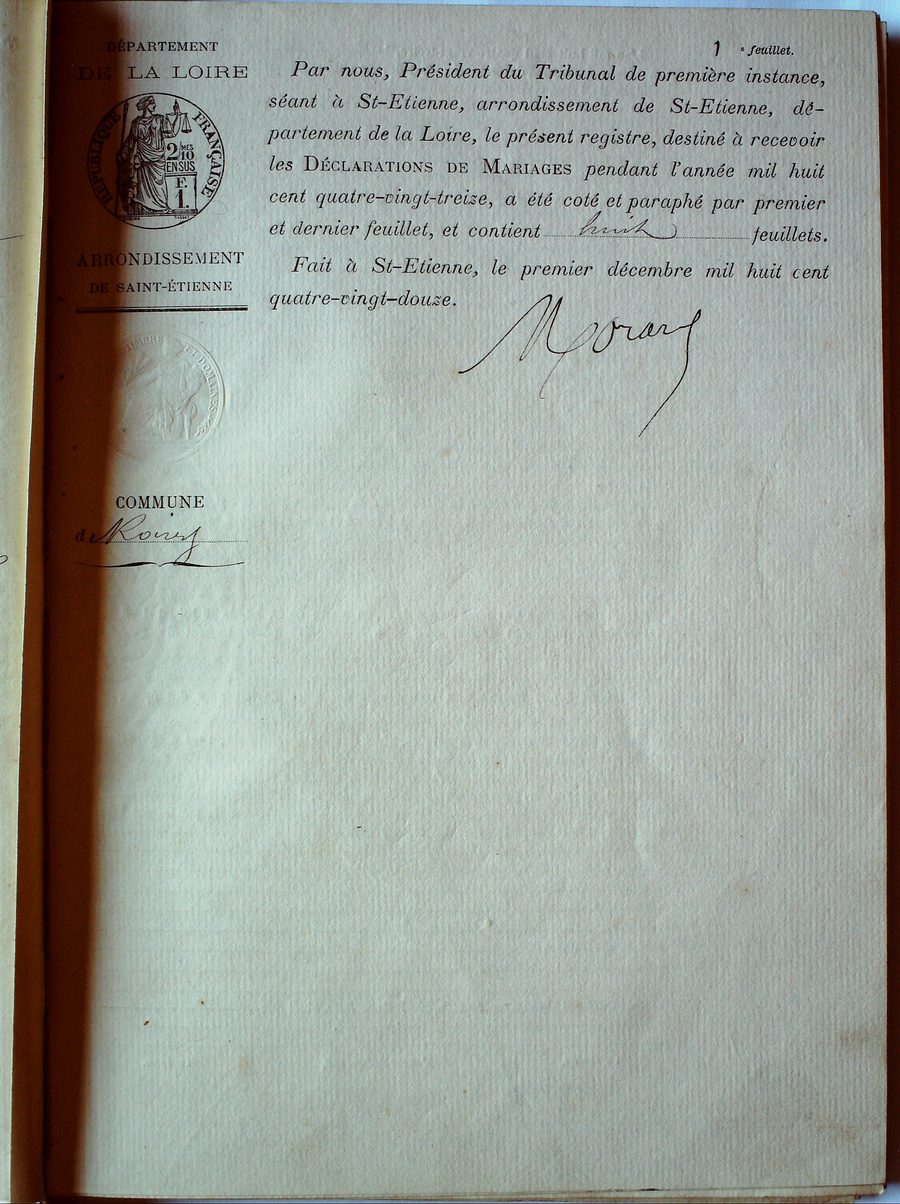 DÉPARTEMENT
DE LA LOIRE
RÉPUBLIQUE FRANÇAISE
2 MES
10
EN SUS
F.
1.
ARRONDISSEMENT
DE SAINT-ÉTIENNE
COMMUNE
de Roisey
1 e feuillet.
Par nous, Président du Tribunal de première instance,
séant à St-Etienne, arrondissement de St-Etienne, dé-
partement de la Loire, le présent registre, destiné à recevoir
les DÉCLARATIONS DE MARIAGES pendant l'année mil huit
cent quatre-vingt-treize, a été coté et paraphé par premier
et dernier feuillet, et contient huit feuillets.
Fait à St-Etienne, le premier décembre mil huit cent
quatre-vingt-douze.